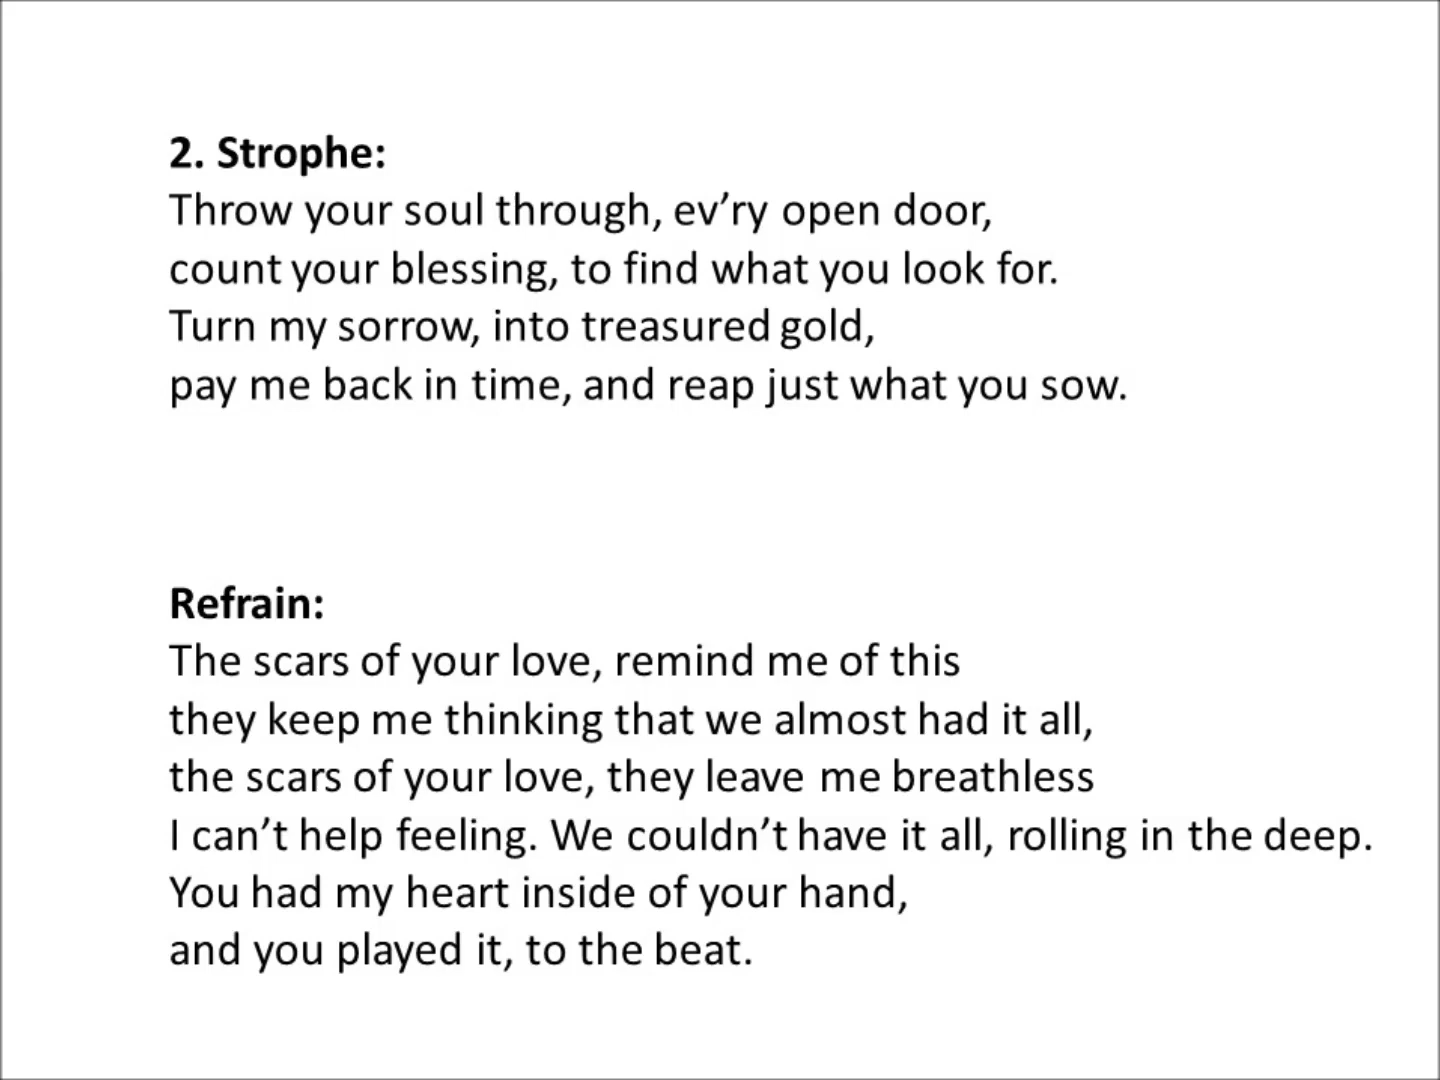 2. Strophe:
Throw your soul through, ev’ry open door,
count your blessing, to find what you look for.
Turn my sorrow, into treasured gold,
pay me back in time, and reap just what you sow.
Refrain:
The scars of your love, remind me of this
they keep me thinking that we almost had it all,
the scars of your love, they leave me breathless
I can’t help feeling. We couldn’t have it all, rolling in the deep.
You had my heart inside of your hand,
and you played it, to the beat.